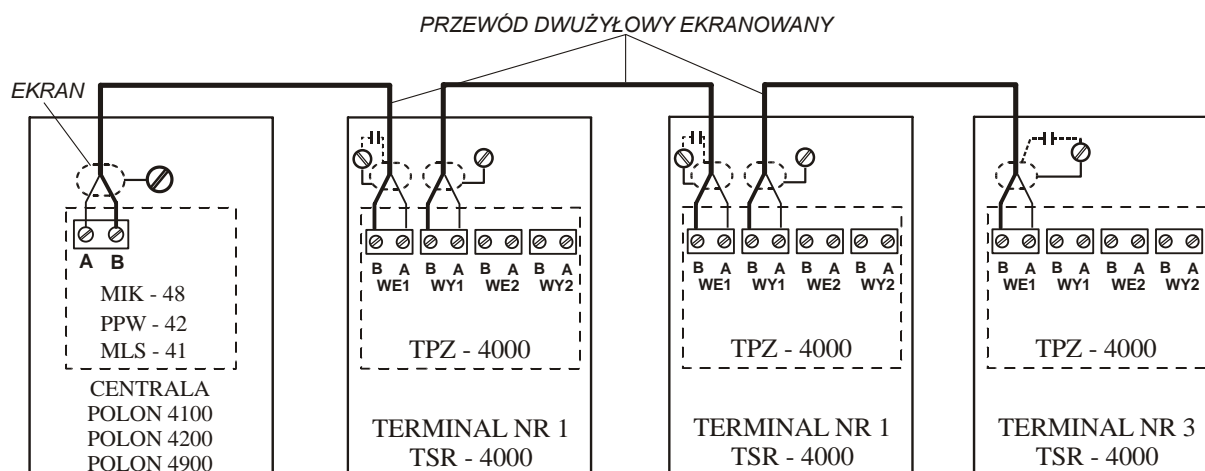 PRZEWÓD DWUŻYŁOWY EKRANOWANY
EKRAN
A B
MIK - 48
PPW - 42
MLS - 41
CENTRALA
POLON 4100
POLON 4200
POLON 4900
B A B A B A B A
WE1 WY1 WE2 WY2
TPZ - 4000
TERMINAL NR 1
TSR - 4000
B A B A B A B A
WE1 WY1 WE2 WY2
TPZ - 4000
TERMINAL NR 1
TSR - 4000
B A B A B A B A
WE1 WY1 WE2 WY2
TPZ - 4000
TERMINAL NR 3
TSR - 4000